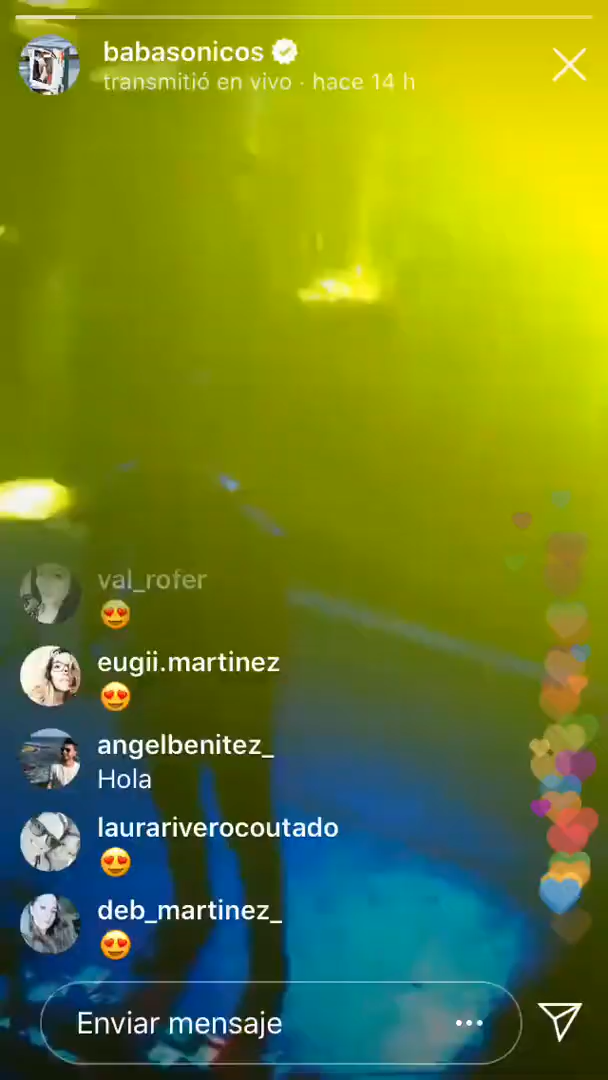 babasonicos
transmitió en vivo · hace 14 h
val_rofer
😍
eugii.martinez
😍
angelbenitez_
Hola
laurariverocoutado
😍
deb_martinez_
😍
Enviar mensaje